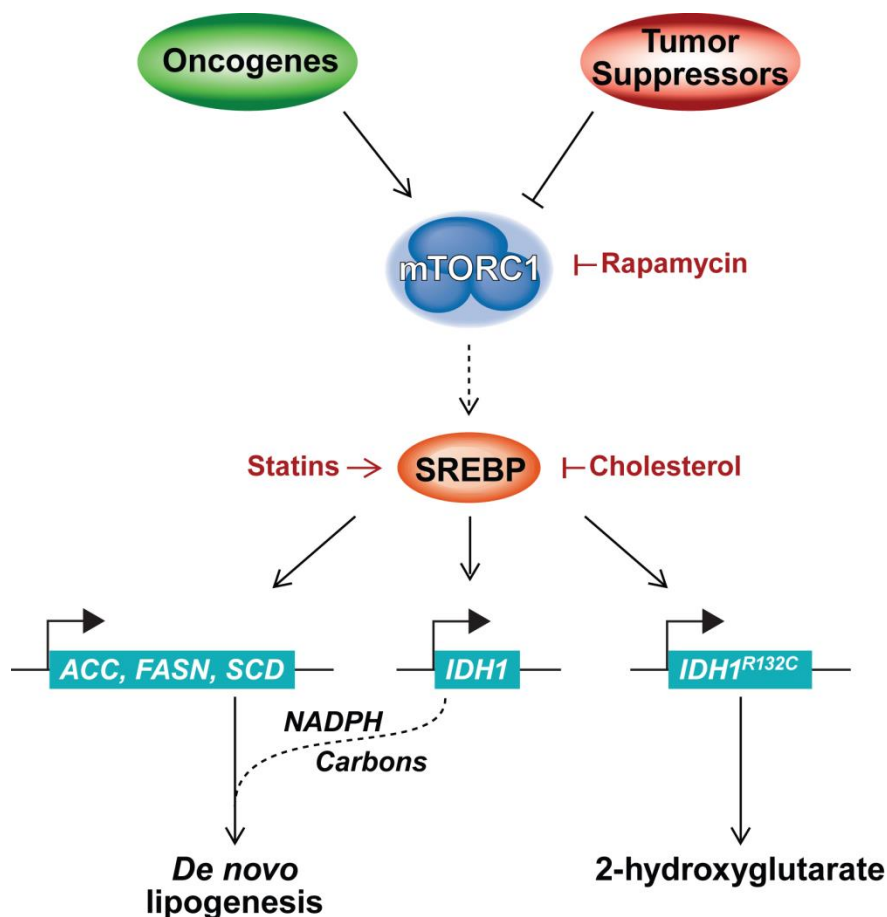 Oncogenes
Tumor
Suppressors
mTORC1
Rapamycin
Statins
SREBP
Cholesterol
ACC, FASN, SCD
IDH1
IDH1R132C
NADPH
Carbons
De novo
lipogenesis
2-hydroxyglutarate